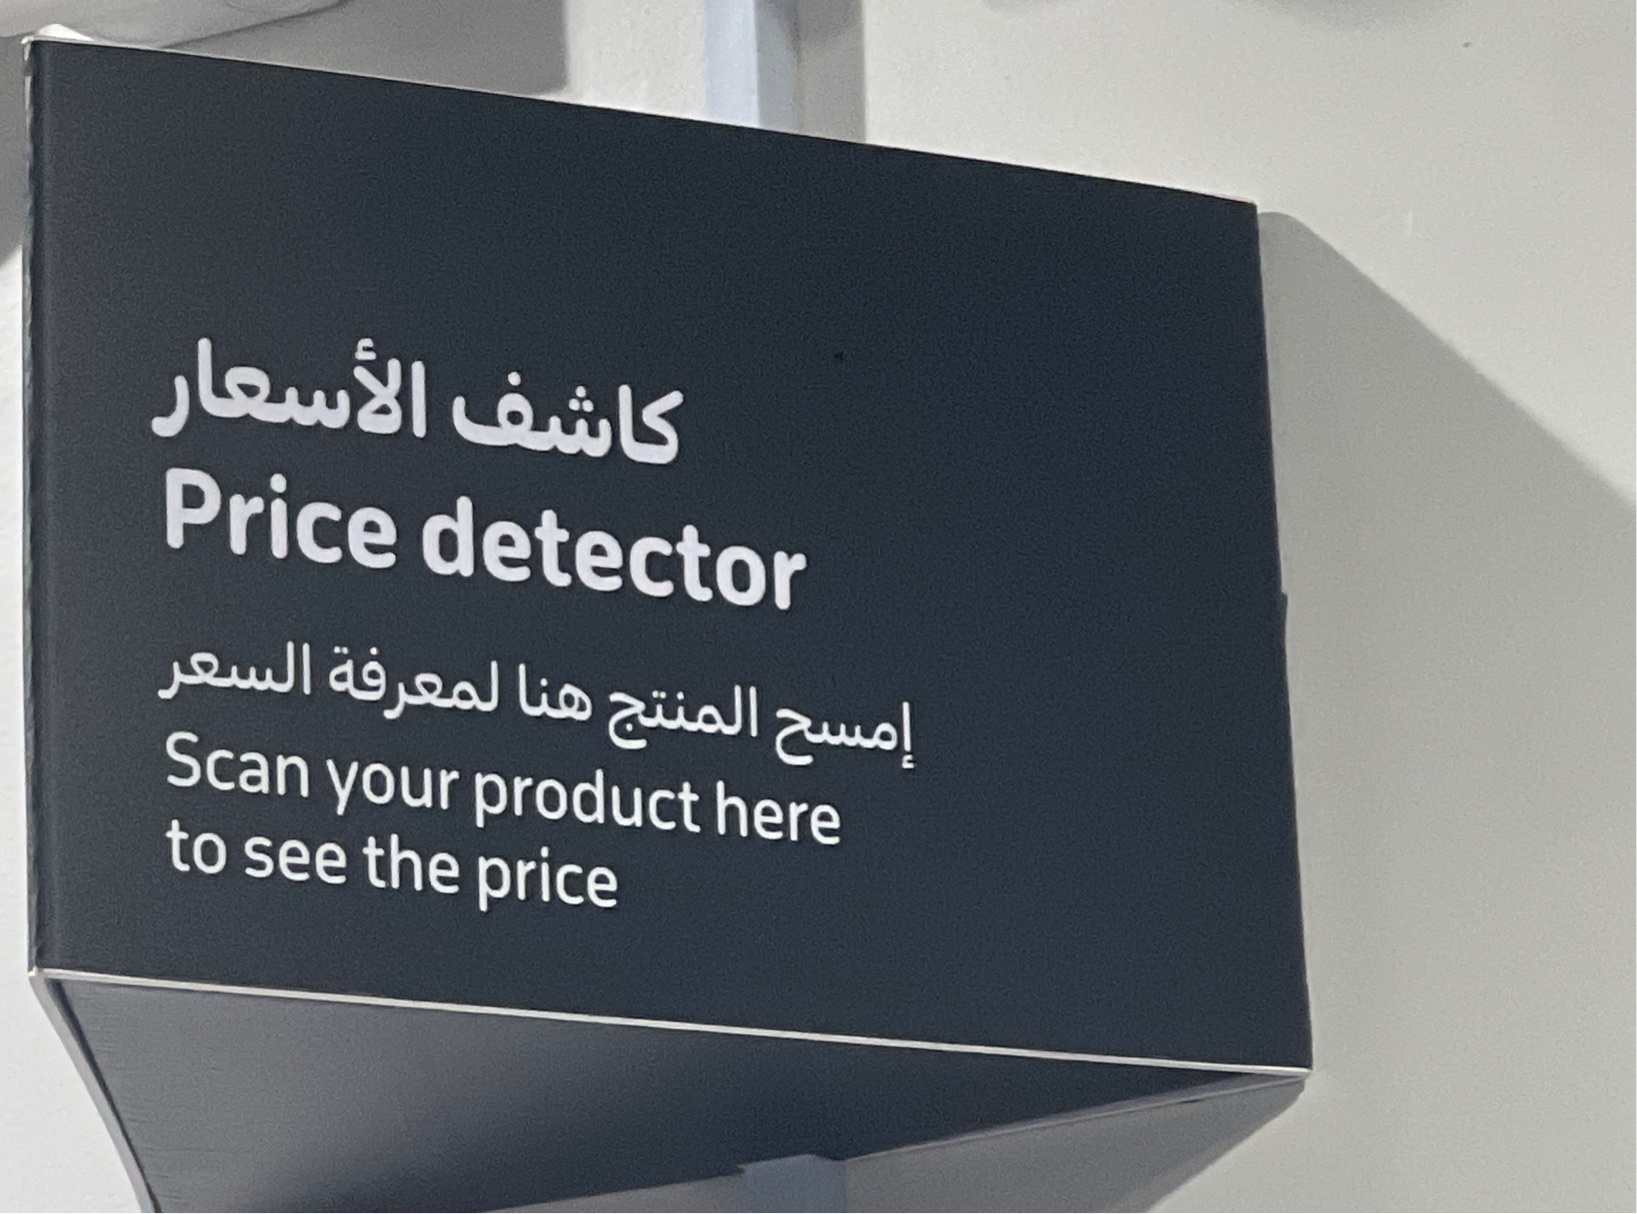 كاشف الأسعار
Price detector
إمسح المنتج هنا لمعرفة السعر
Scan your product here
to see the price